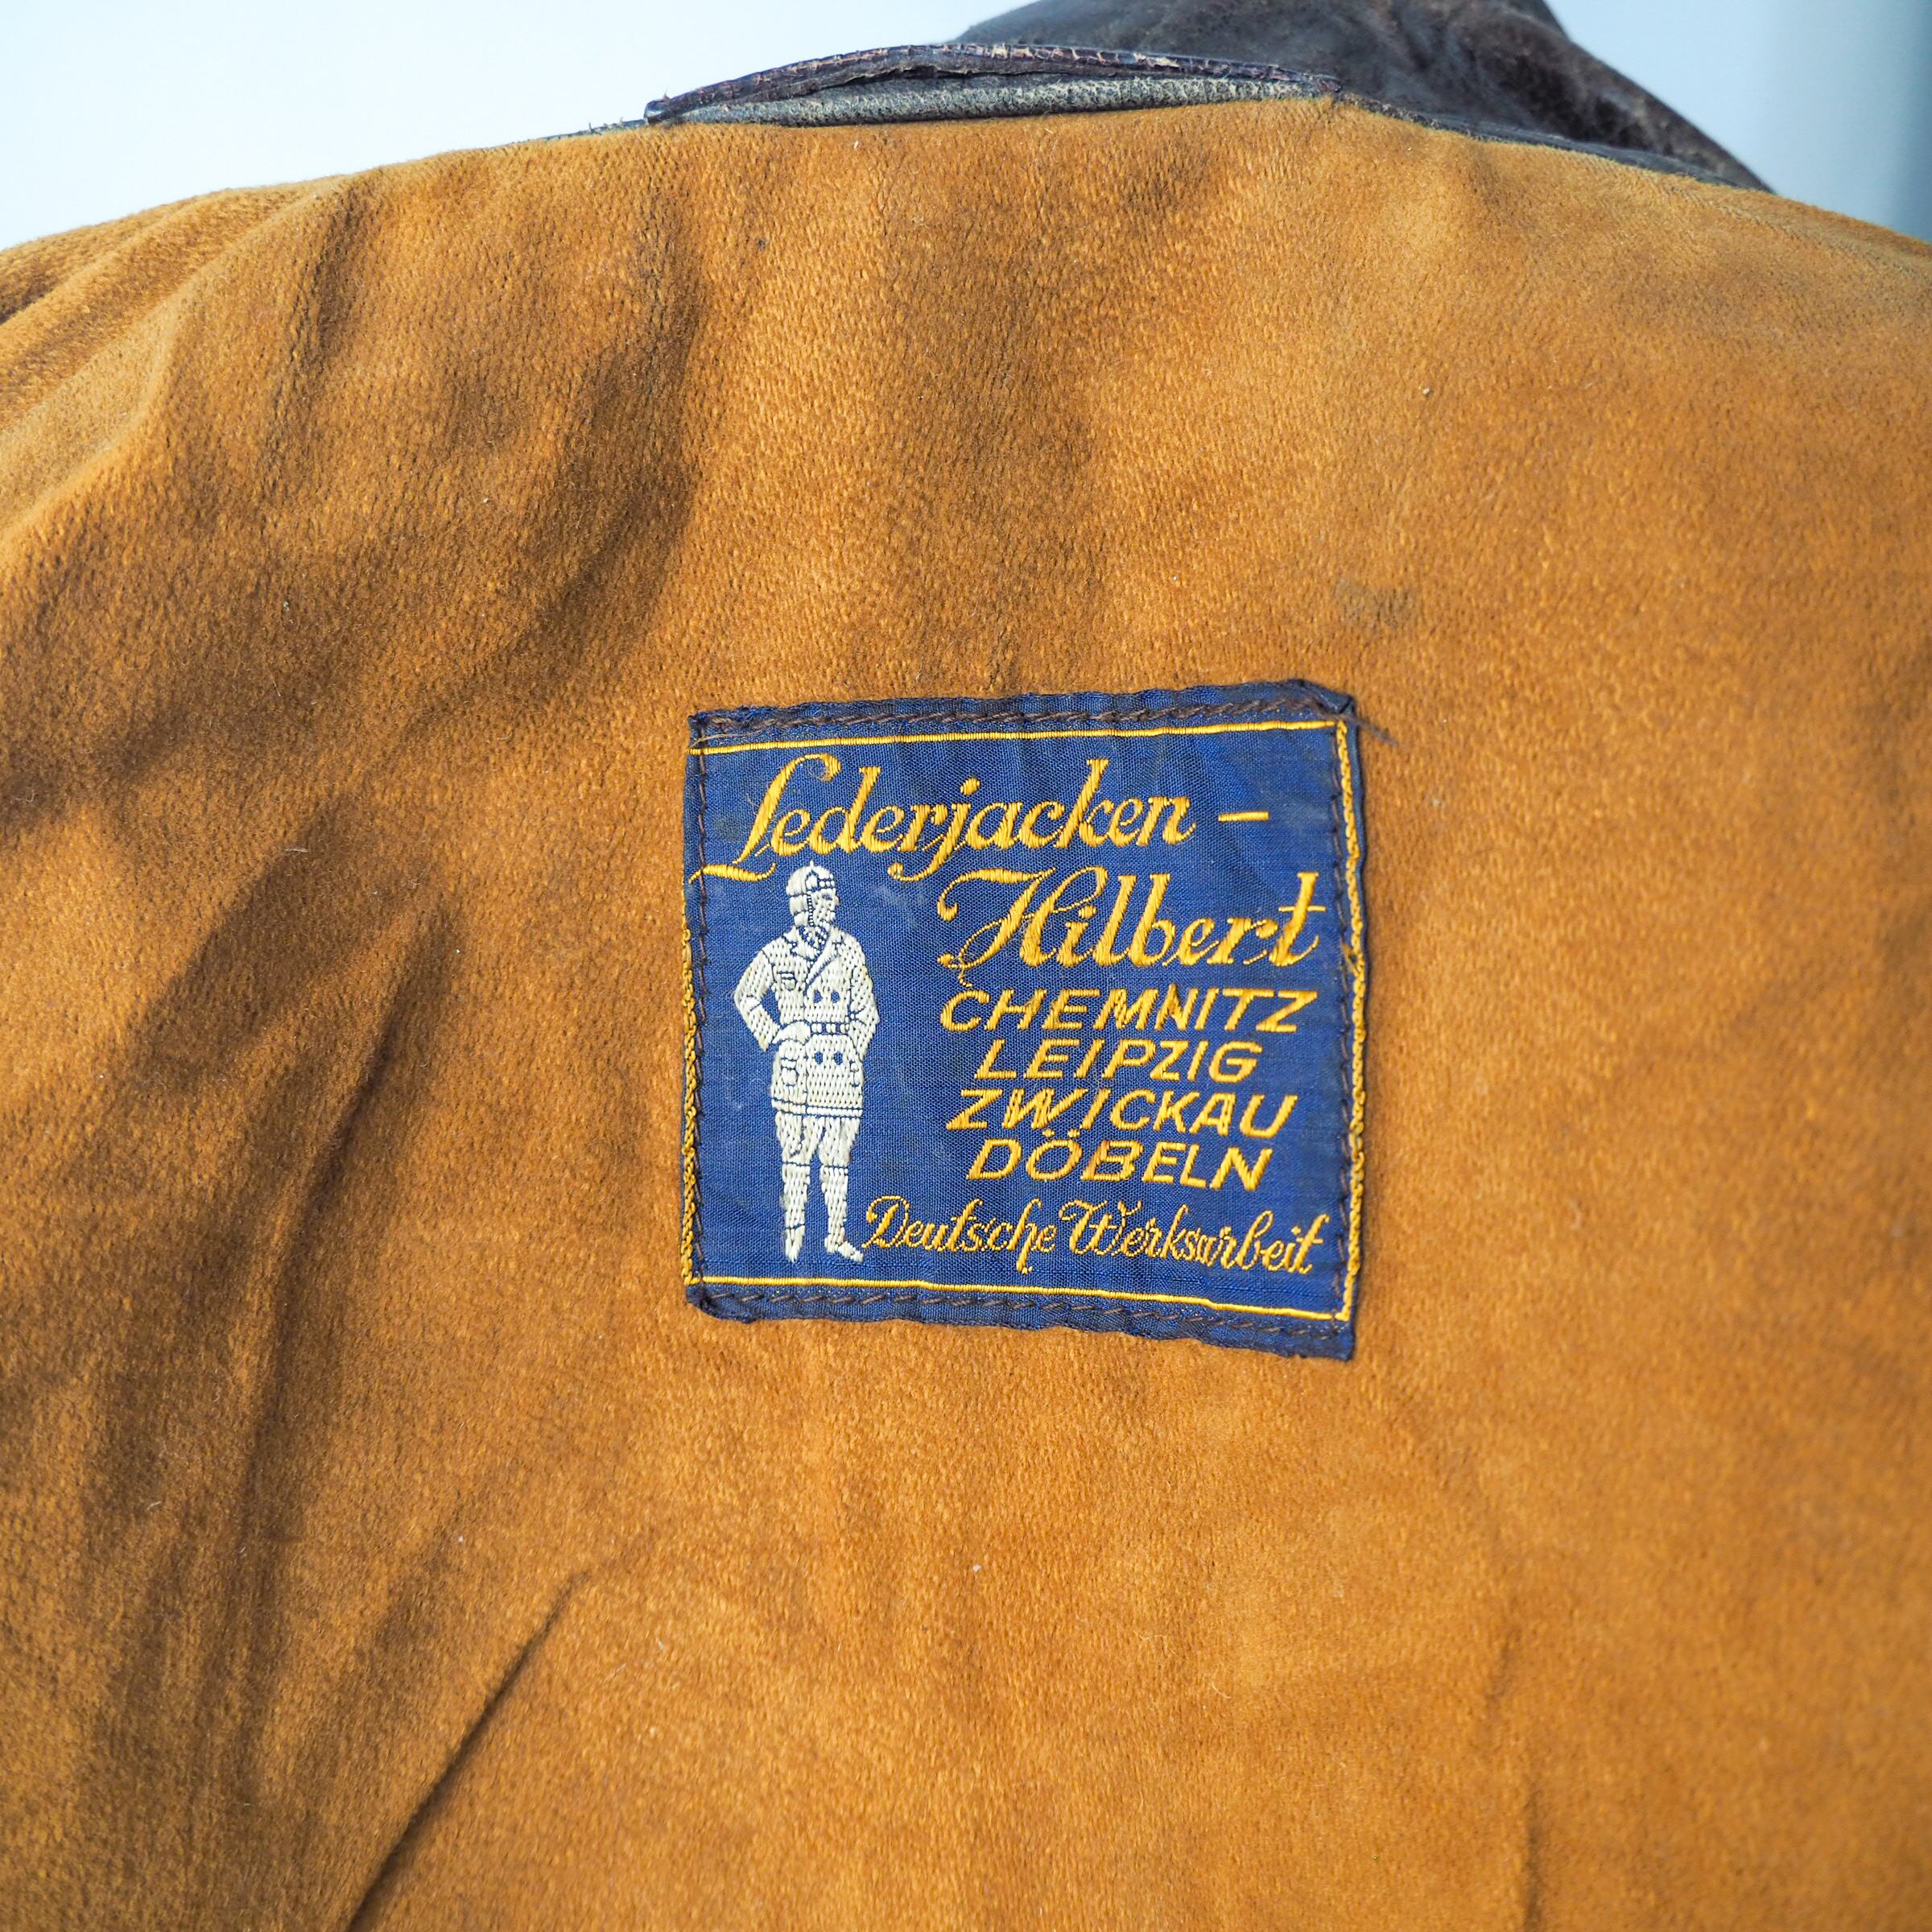 Lederjacken –
Hilbert
CHEMNITZ
LEIPZIG
ZWICKAU
DÖBELN
Deutsche Werksarbeit